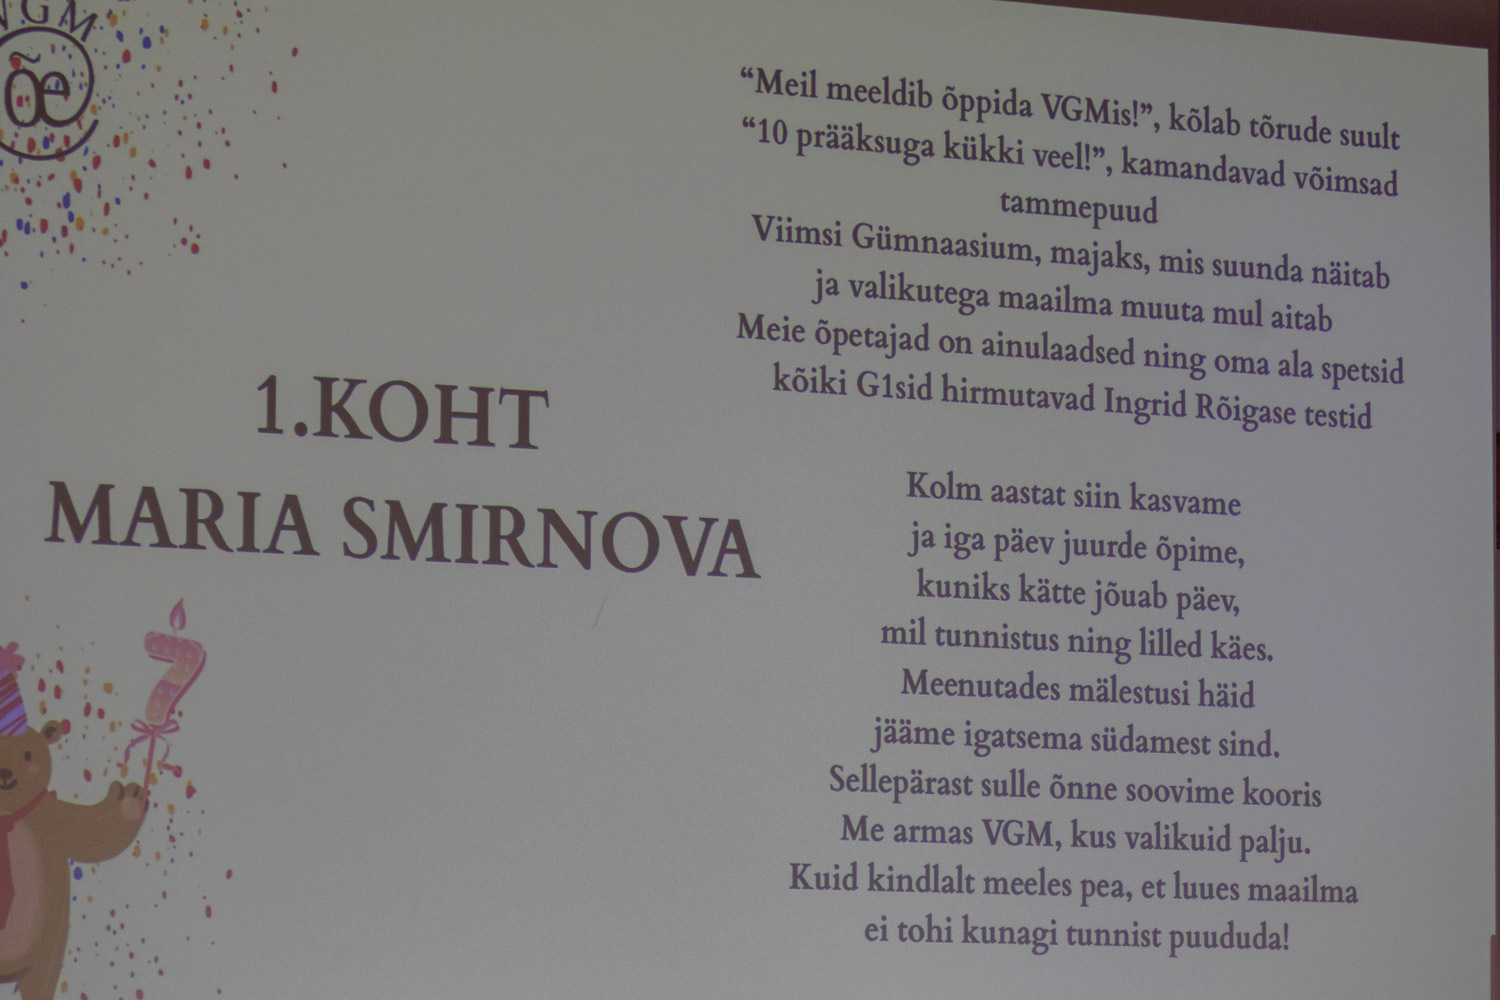 VGM
õe
1.KOHT
MARIA SMIRNOVA
7
“Meil meeldib õppida VGMis!”, kõlab tõrude suult
“10 prääksuga kükki veel!”, kamandavad võimsad
tammepuud
Viimsi Gümnaasium, majaks, mis suunda näitab
ja valikutega maailma muuta mul aitab
Meie õpetajad on ainulaadsed ning oma ala spetsid
kõiki G1sid hirmutavad Ingrid Rõigase testid
Kolm aastat siin kasvame
ja iga päev juurde õpime,
kuniks kätte jõuab päev,
mil tunnistus ning lilled käes.
Meenutades mälestusi häid
jääme igatsema südamest sind.
Sellepärast sulle õnne soovime kooris
Me armas VGM, kus valikuid palju.
Kuid kindlalt meeles pea, et luues maailma
ei tohi kunagi tunnist puududa!